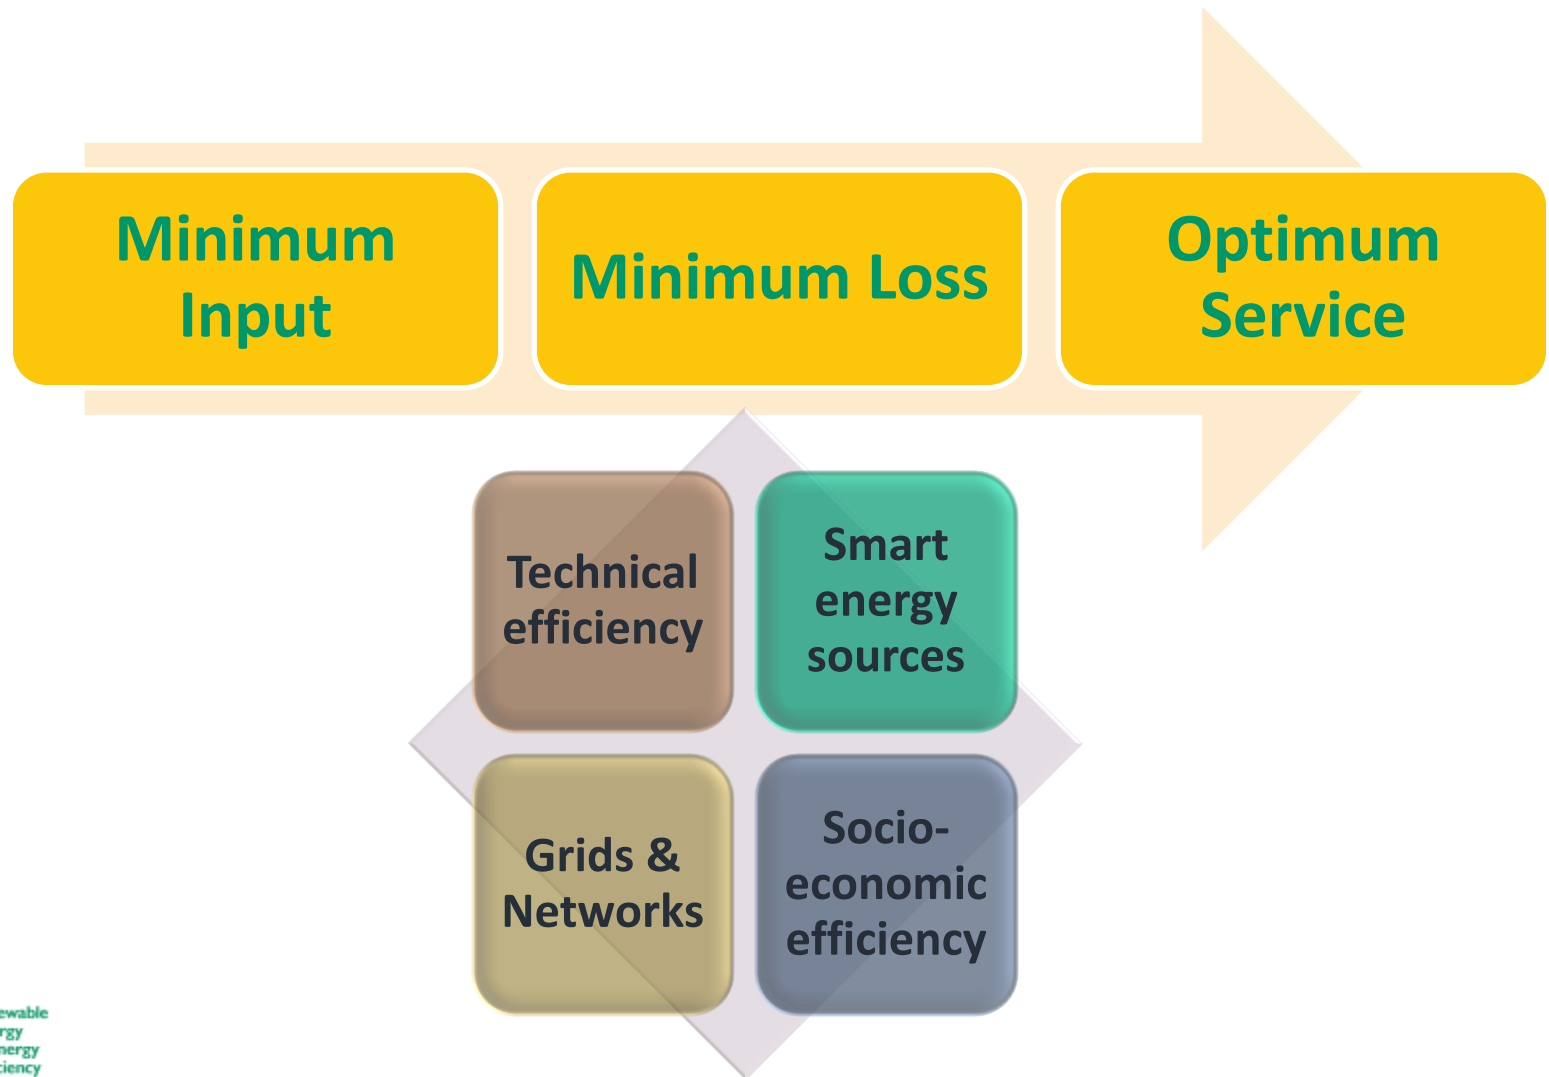 Minimum
Input
Minimum Loss
Optimum
Service
Technical
efficiency
Smart
energy
sources
Grids &
Networks
Socio-
economic
efficiency